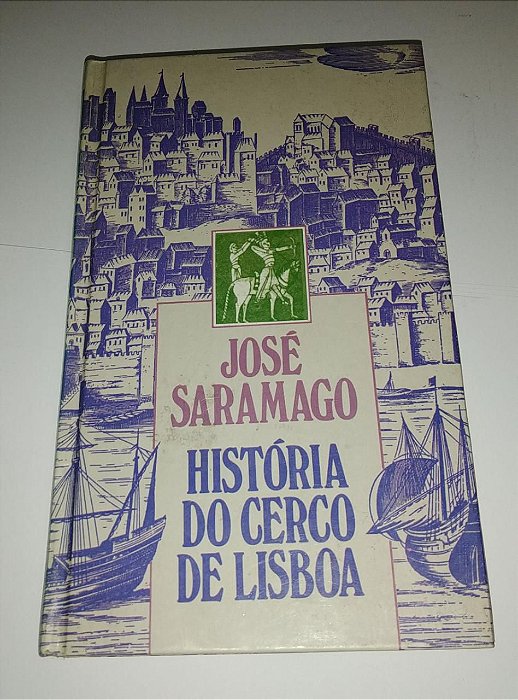 JOSÉ
SARAMAGO
HISTÓRIA
DO CERCO
DE LISBOA